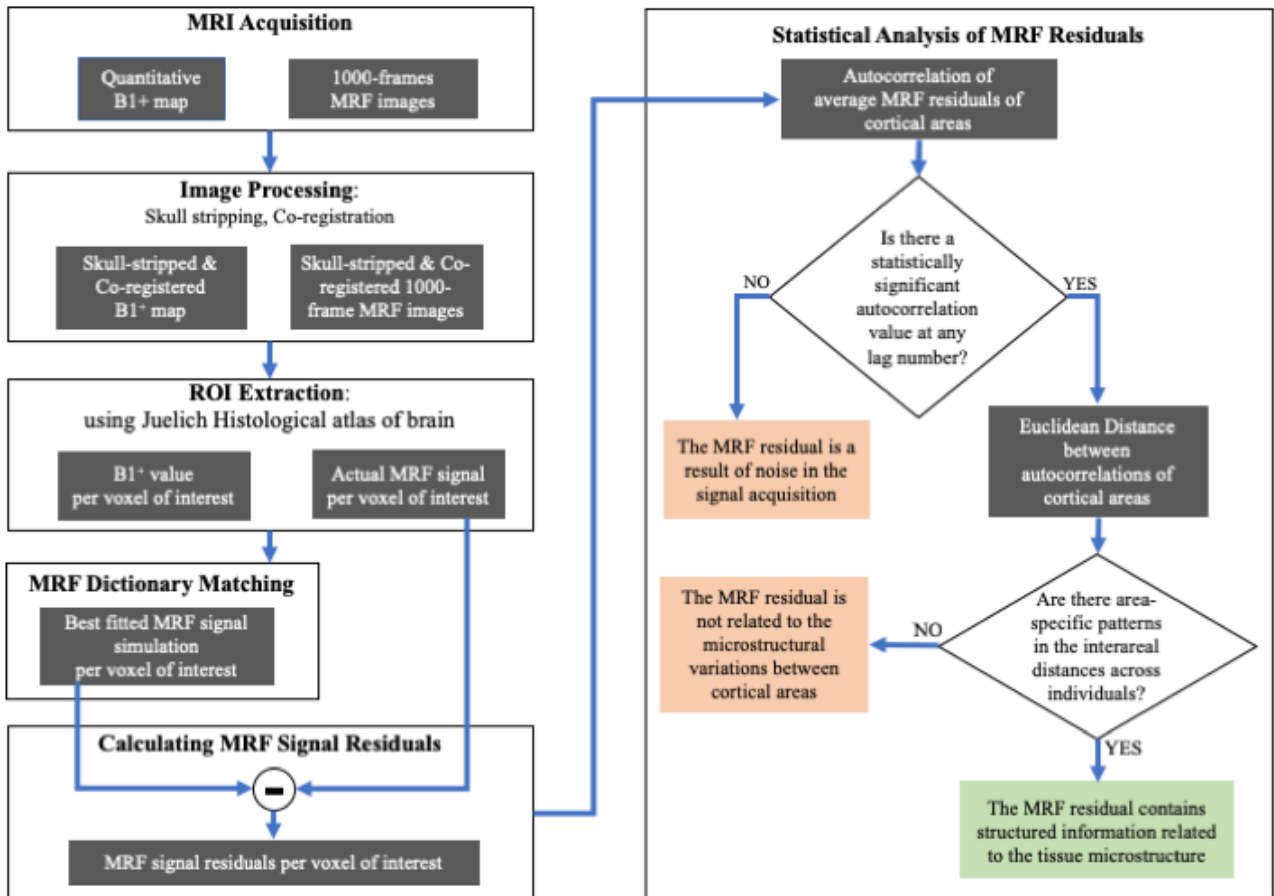 MRI Acquisition
Quantitative
B1+ map
1000-frames
MRF images
Image Processing:
Skull stripping, Co-registration
Skull-stripped &
Co-registered
B1⁺ map
Skull-stripped & Co-
registered 1000-
frame MRF images
ROI Extraction:
using Juelich Histological atlas of brain
B1⁺ value
per voxel of interest
Actual MRF signal
per voxel of interest
MRF Dictionary Matching
Best fitted MRF signal
simulation
per voxel of interest
Calculating MRF Signal Residuals
-
MRF signal residuals per voxel of interest
Statistical Analysis of MRF Residuals
Autocorrelation of
average MRF residuals of
cortical areas
Is there a
statistically
significant
autocorrelation
value at any
lag number?
NO
YES
The MRF residual is a
result of noise in the
signal acquisition
Euclidean Distance
between
autocorrelations of
cortical areas
Are there area-
specific patterns
in the interareal
distances across
individuals?
NO
The MRF residual is
not related to the
microstructural
variations between
cortical areas
YES
The MRF residual contains
structured information related
to the tissue microstructure